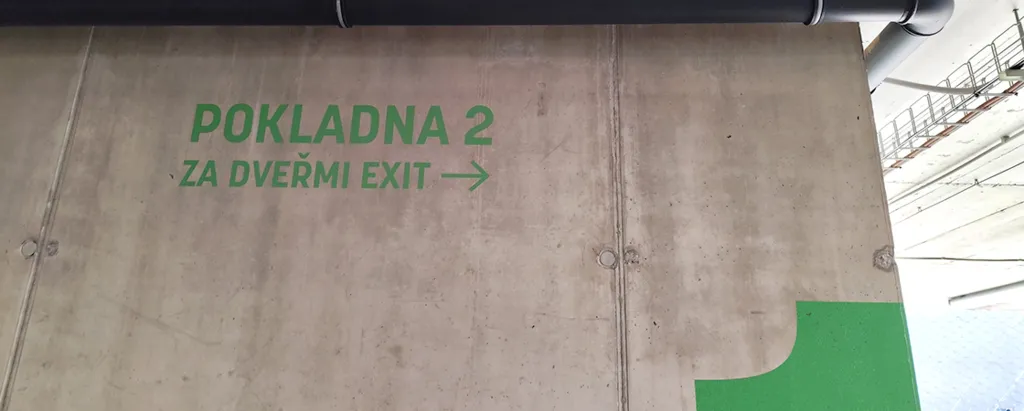 POKLADNA 2
ZA DVEŘMI EXIT →